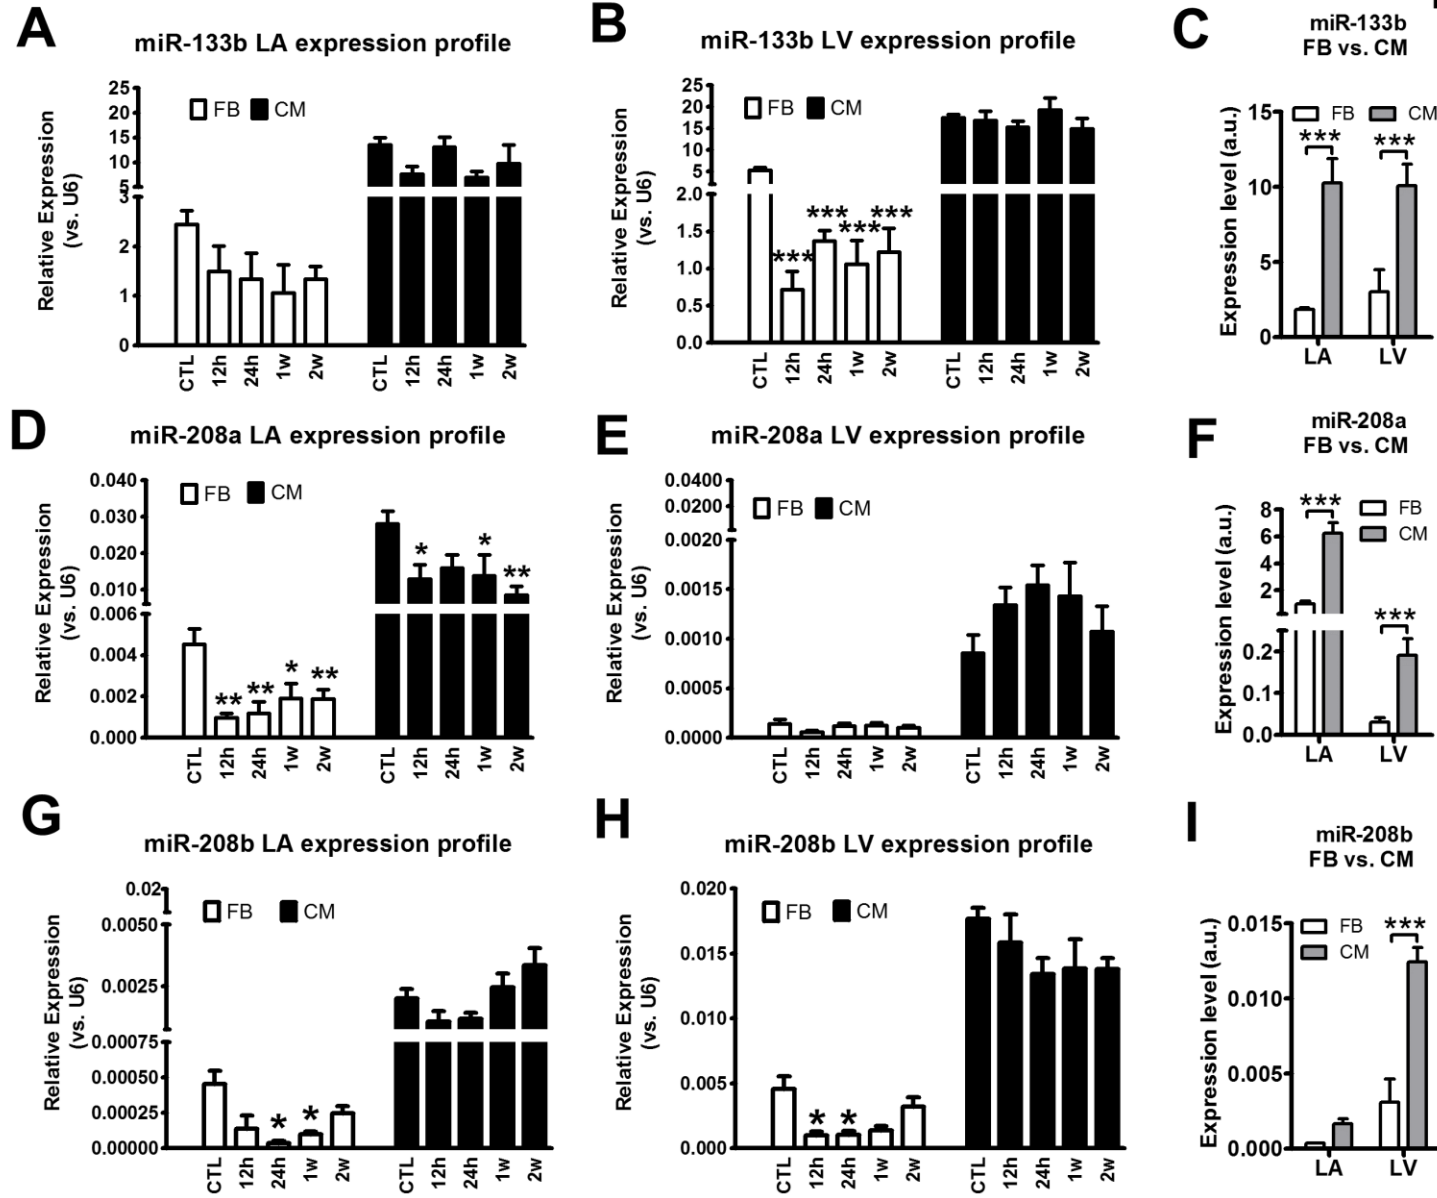 A
miR-133b LA expression profile
Relative Expression
(vs. U6)
25
20
15
10
5
3
2
1
0
FB CM
CTL 12h 24h 1w 2w CTL 12h 24h 1w 2w
B
miR-133b LV expression profile
Relative Expression
(vs. U6)
25
20
15
10
5
2.0
1.5
1.0
0.5
0.0
FB CM
*** *** *** ***
CTL 12h 24h 1w 2w CTL 12h 24h 1w 2w
C
miR-133b
FB vs. CM
Expression level (a.u.)
15
10
5
0
FB CM
*** ***
LA LV
D
miR-208a LA expression profile
Relative Expression
(vs. U6)
0.040
0.030
0.020
0.010
0.006
0.004
0.002
0.000
FB CM
** ** * ** * * **
CTL 12h 24h 1w 2w CTL 12h 24h 1w 2w
E
miR-208a LV expression profile
Relative Expression
(vs. U6)
0.0400
0.0200
0.0020
0.0015
0.0010
0.0005
0.0000
FB CM
CTL 12h 24h 1w 2w CTL 12h 24h 1w 2w
F
miR-208a
FB vs. CM
Expression level (a.u.)
8
6
4
2
0.2
0.1
0.0
FB
CM
*** ***
LA LV
G
miR-208b LA expression profile
Relative Expression
(vs. U6)
0.02
0.0050
0.0025
0.00075
0.00050
0.00025
0.00000
FB CM
* *
CTL 12h 24h 1w 2w CTL 12h 24h 1w 2w
H
miR-208b LV expression profile
Relative Expression
(vs. U6)
0.020
0.015
0.010
0.005
0.000
FB CM
* *
CTL 12h 24h 1w 2w CTL 12h 24h 1w 2w
I
miR-208b
FB vs. CM
Expression level (a.u.)
0.015
0.010
0.005
0.000
FB
CM
***
LA LV